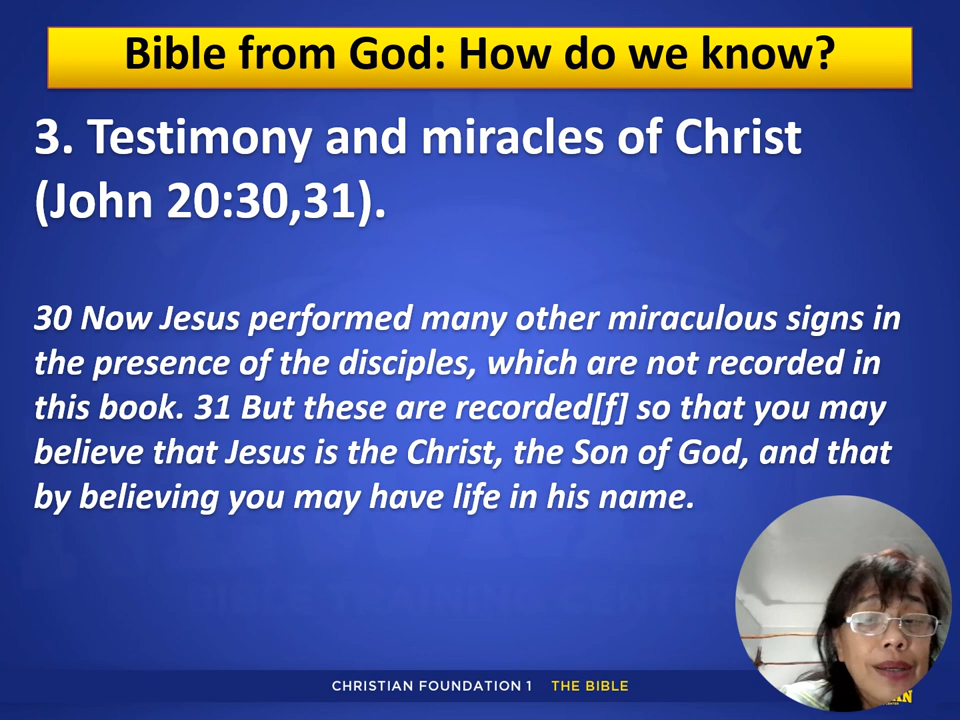 Bible from God: How do we know?
3. Testimony and miracles of Christ
(John 20:30,31).
30 Now Jesus performed many other miraculous signs in
the presence of the disciples, which are not recorded in
this book. 31 But these are recorded[f] so that you may
believe that Jesus is the Christ, the Son of God, and that
by believing you may have life in his name.
CHRISTIAN FOUNDATION 1 THE BIBLE